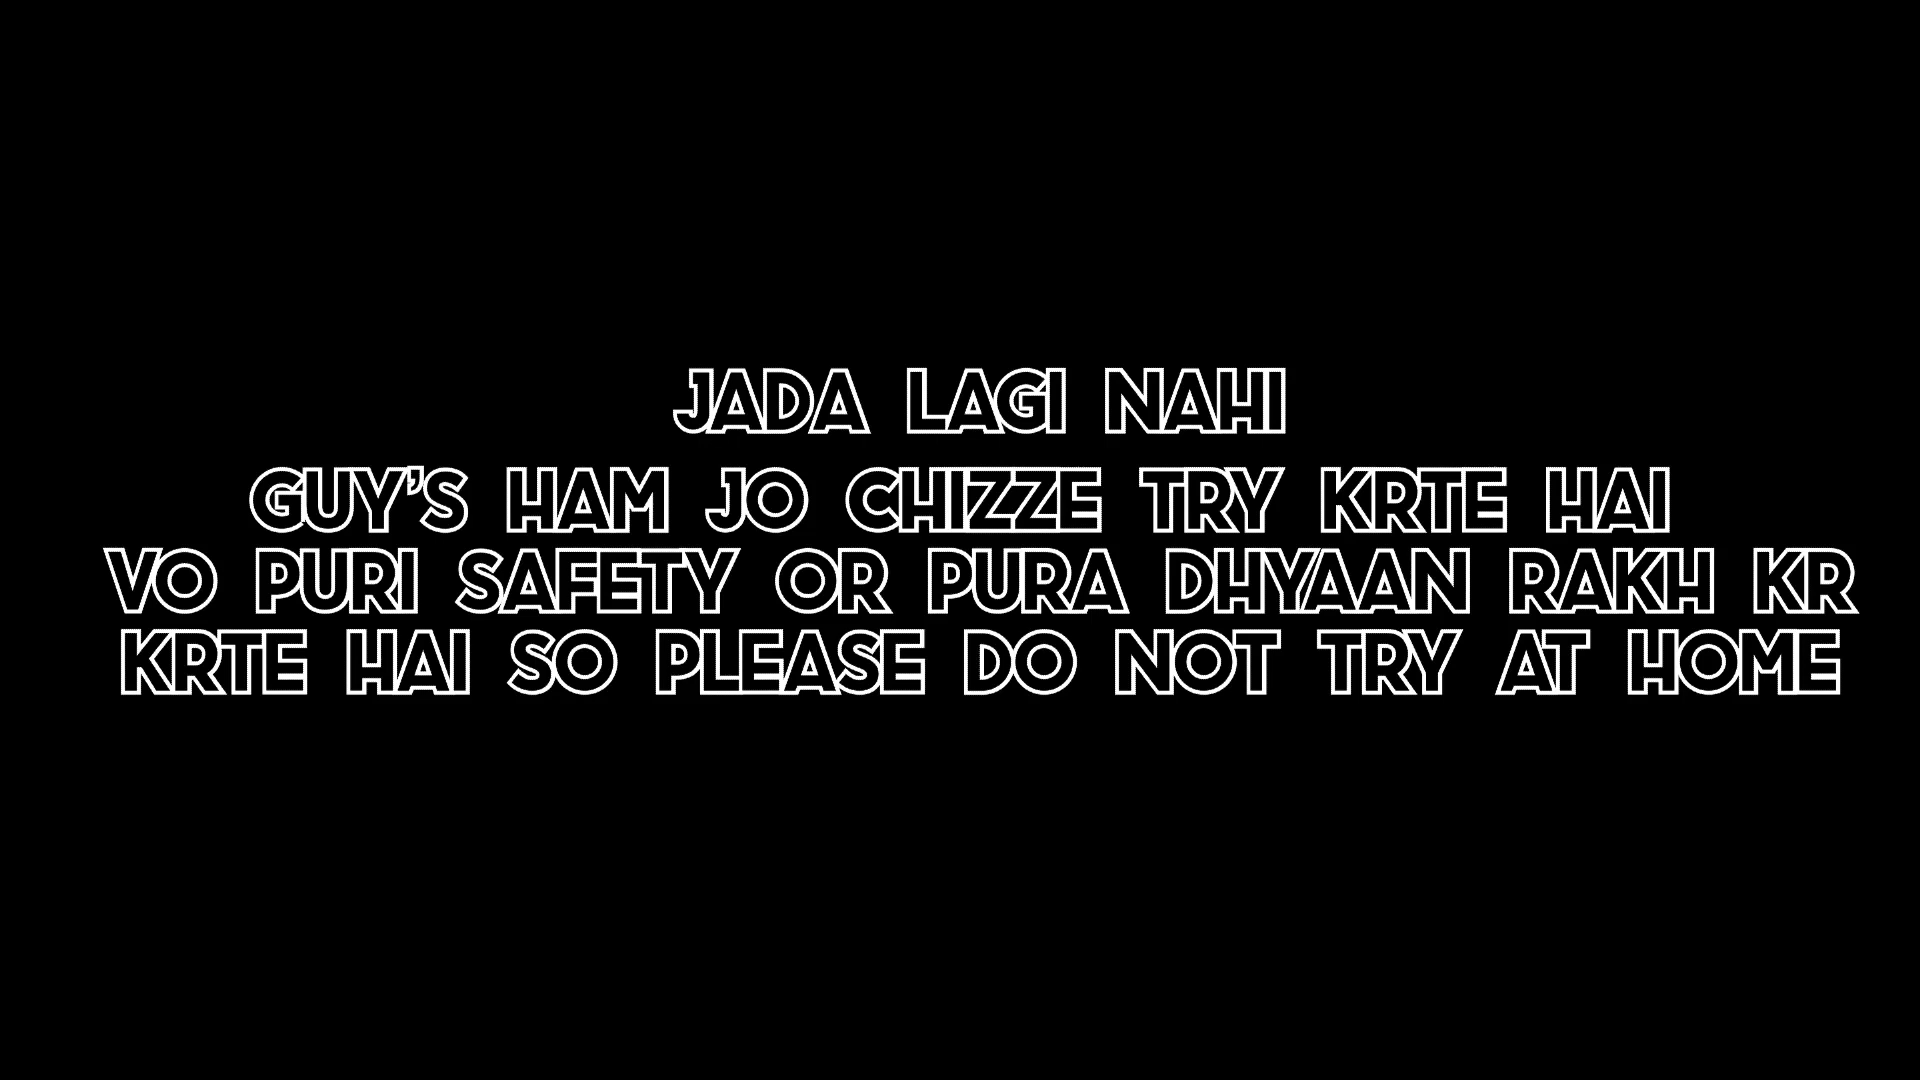 JADA LAGI NAHI
GUY'S HAM JO CHIZZE TRY KRTE HAI
VO PURI SAFETY OR PURA DHYAAN RAKH KR
KRTE HAI SO PLEASE DO NOT TRY AT HOME